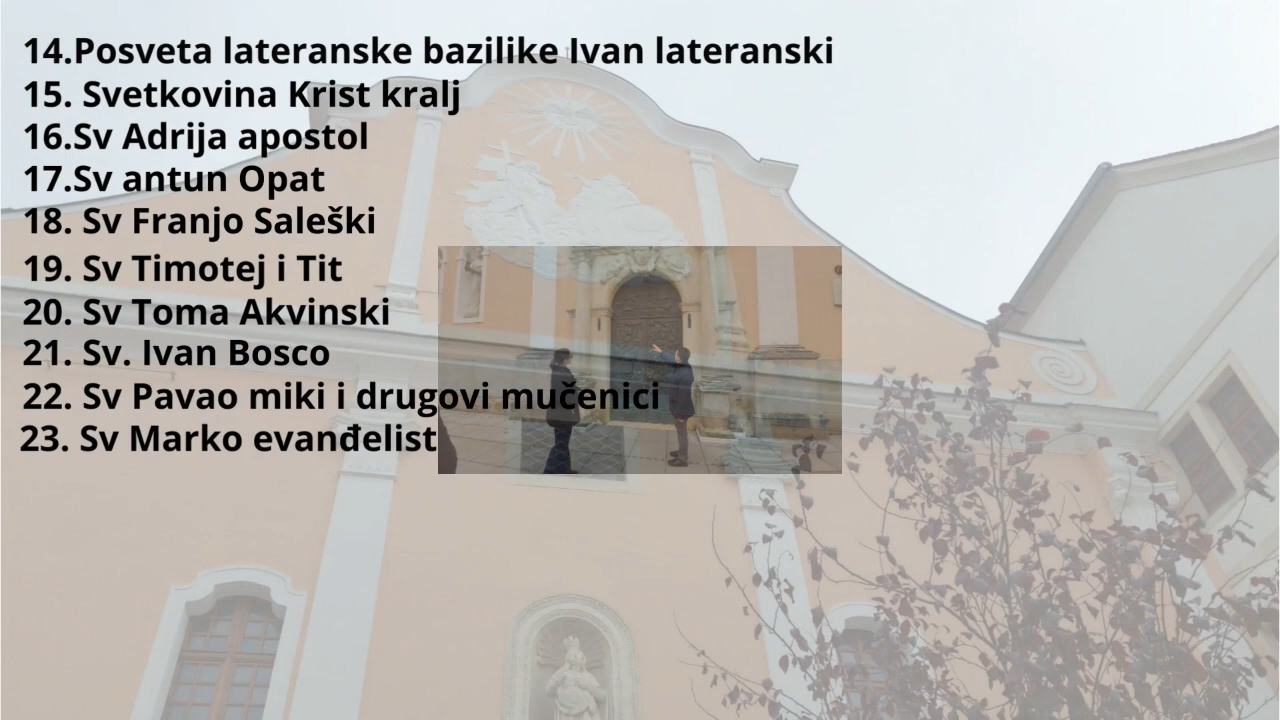 14.Posveta lateranske bazilike Ivan lateranski
15. Svetkovina Krist kralj
16.Sv Adrija apostol
17.Sv antun Opat
18. Sv Franjo Saleški
19. Sv Timotej i Tit
20. Sv Toma Akvinski
21. Sv. Ivan Bosco
22. Sv Pavao miki i drugovi mučenici
23. Sv Marko evanđelist